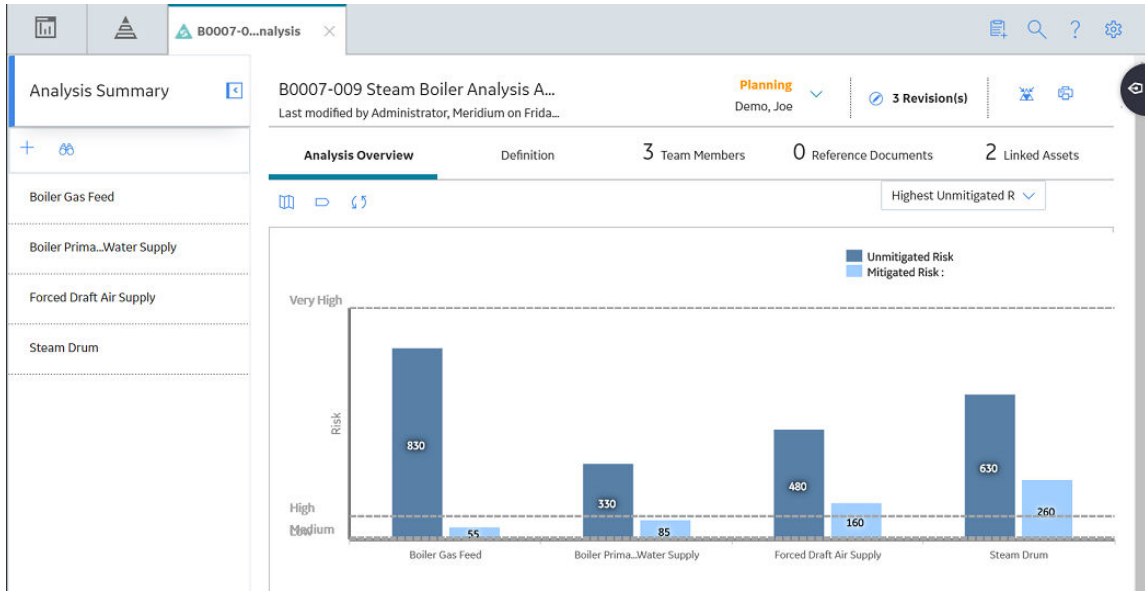 B0007-0...nalysis
Analysis Summary
B0007-009 Steam Boiler Analysis A...
Last modified by Administrator, Meridium on Frida...
Planning
Demo, Joe
3 Revision(s)
Analysis Overview
Definition
3 Team Members
0 Reference Documents
2 Linked Assets
Boiler Gas Feed
Boiler Prima...Water Supply
Forced Draft Air Supply
Steam Drum
Highest Unmitigated R
Unmitigated Risk
Mitigated Risk :
Very High
Risk
High
Medium
Low
830
55
330
85
480
160
630
260
Boiler Gas Feed
Boiler Prima...Water Supply
Forced Draft Air Supply
Steam Drum